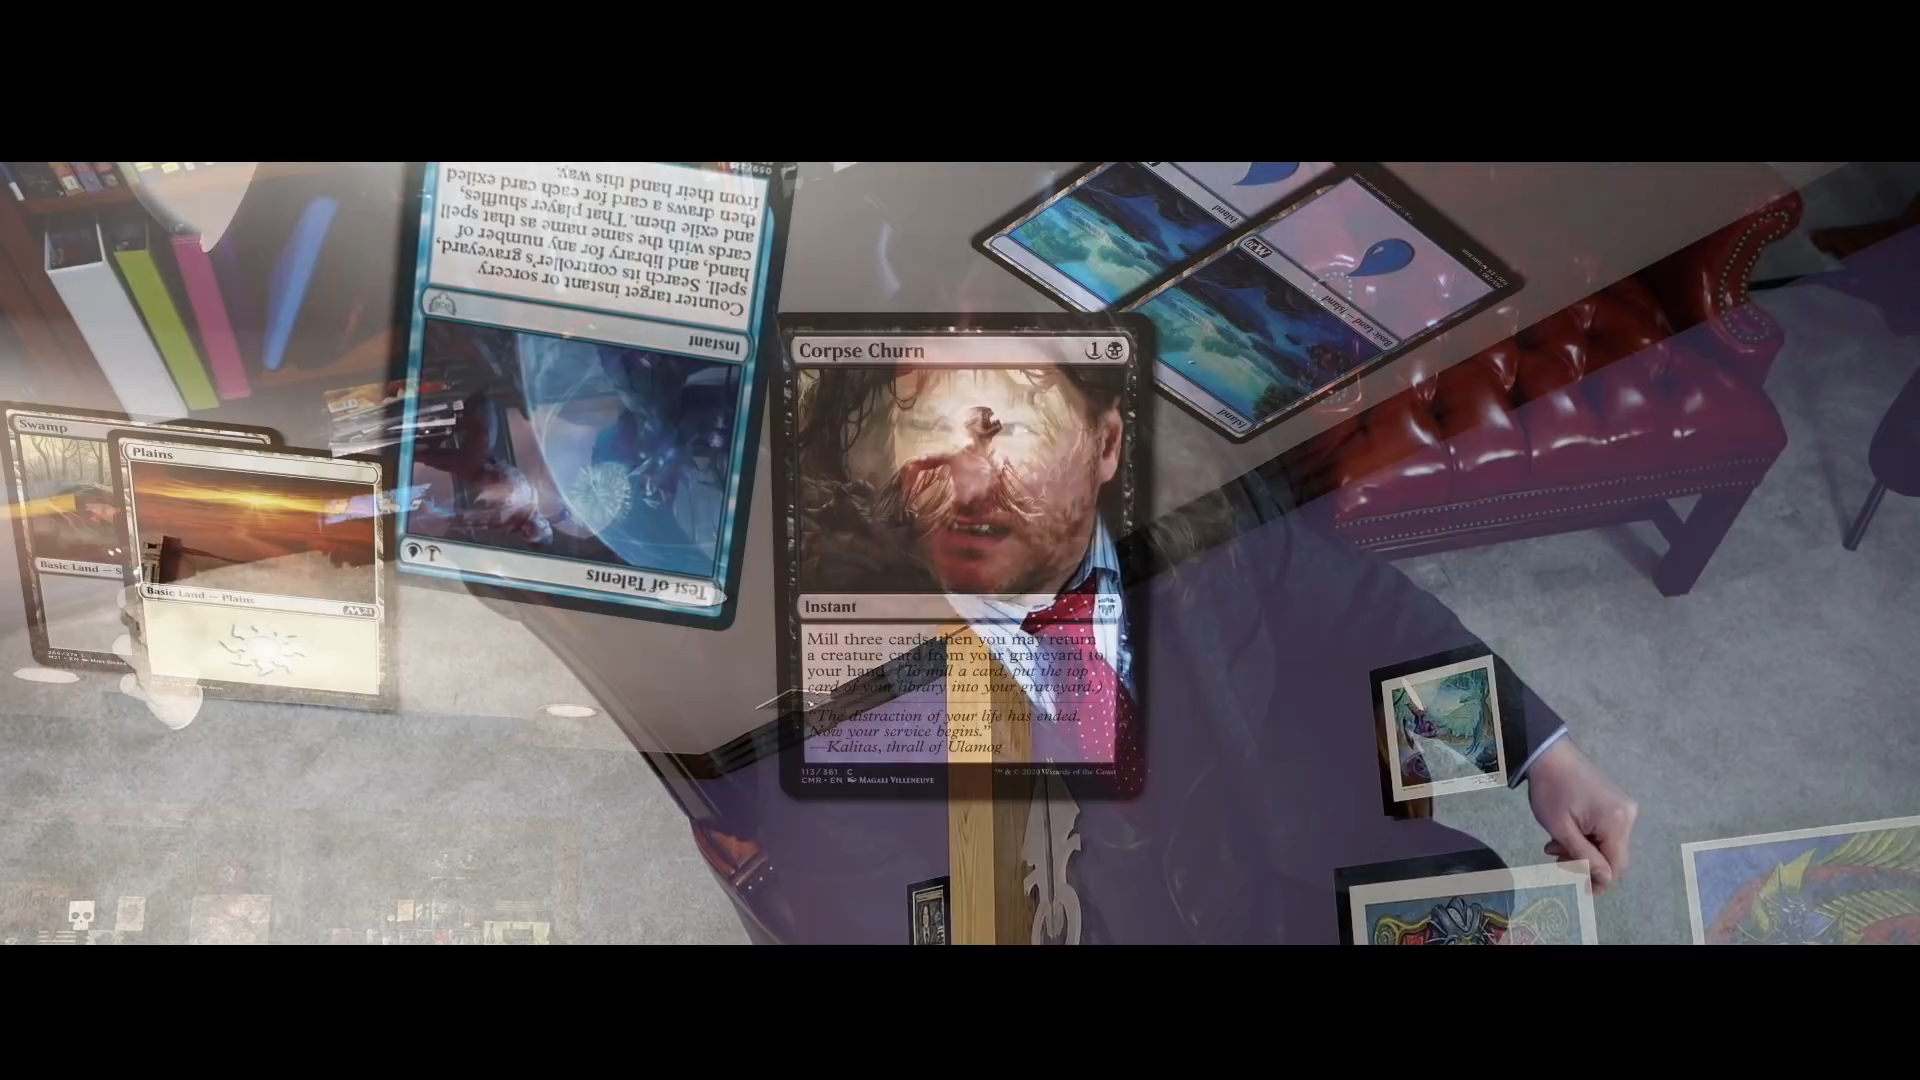 Counter target instant or sorcery
spell. Search its controller's graveyard,
hand, and library for any number of
cards with the same name as that spell
and exile them. That player shuffles,
then draws a card for each card exiled
from their hand this way.
Instant
Test of Talents
Island
M20
Basic Land — Island
Island
Swamp
Basic Land — S
Plains
Basic Land — Plains
M21
Corpse Churn
1
Instant
Mill three cards, then you may return
a creature card from your graveyard to
your hand. (To mill a card, put the top
card of your library into your graveyard.)
"The distraction of your life has ended.
Now your service begins."
—Kalitas, thrall of Ulamog
113/361 C
CMR • EN MAGALI VILLENEUVE
™ & © 2020 Wizards of the Coast